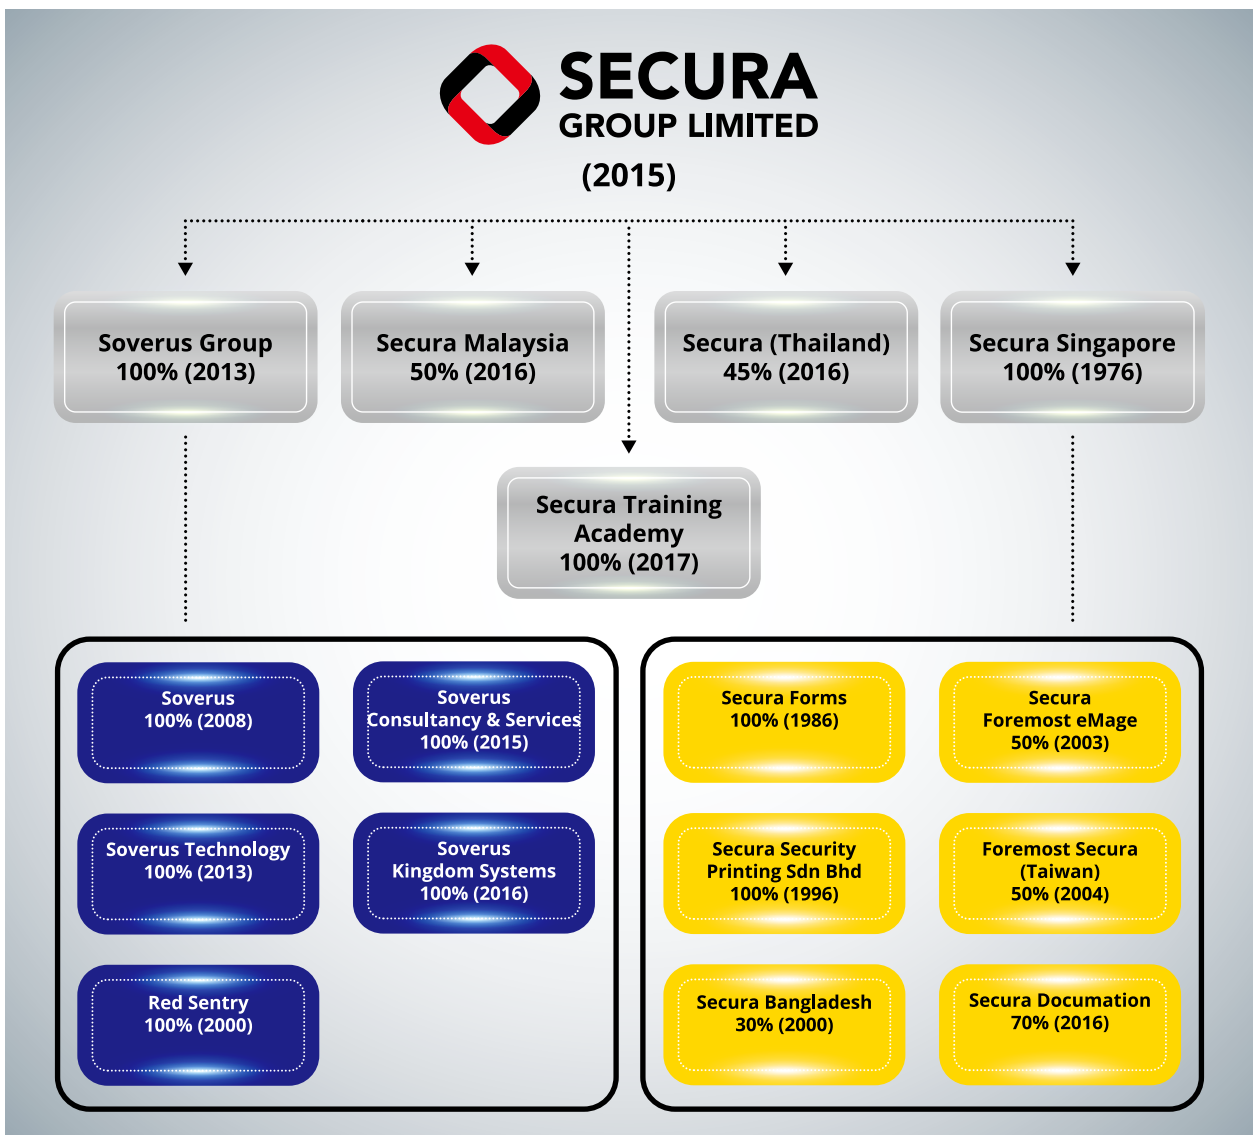 SECURA
GROUP LIMITED
(2015)
Soverus Group
100% (2013)
Secura Malaysia
50% (2016)
Secura (Thailand)
45% (2016)
Secura Singapore
100% (1976)
Secura Training
Academy
100% (2017)
Soverus
100% (2008)
Soverus
Consultancy & Services
100% (2015)
Soverus Technology
100% (2013)
Soverus
Kingdom Systems
100% (2016)
Red Sentry
100% (2000)
Secura Forms
100% (1986)
Secura
Foremost eMage
50% (2003)
Secura Security
Printing Sdn Bhd
100% (1996)
Foremost Secura
(Taiwan)
50% (2004)
Secura Bangladesh
30% (2000)
Secura Documation
70% (2016)